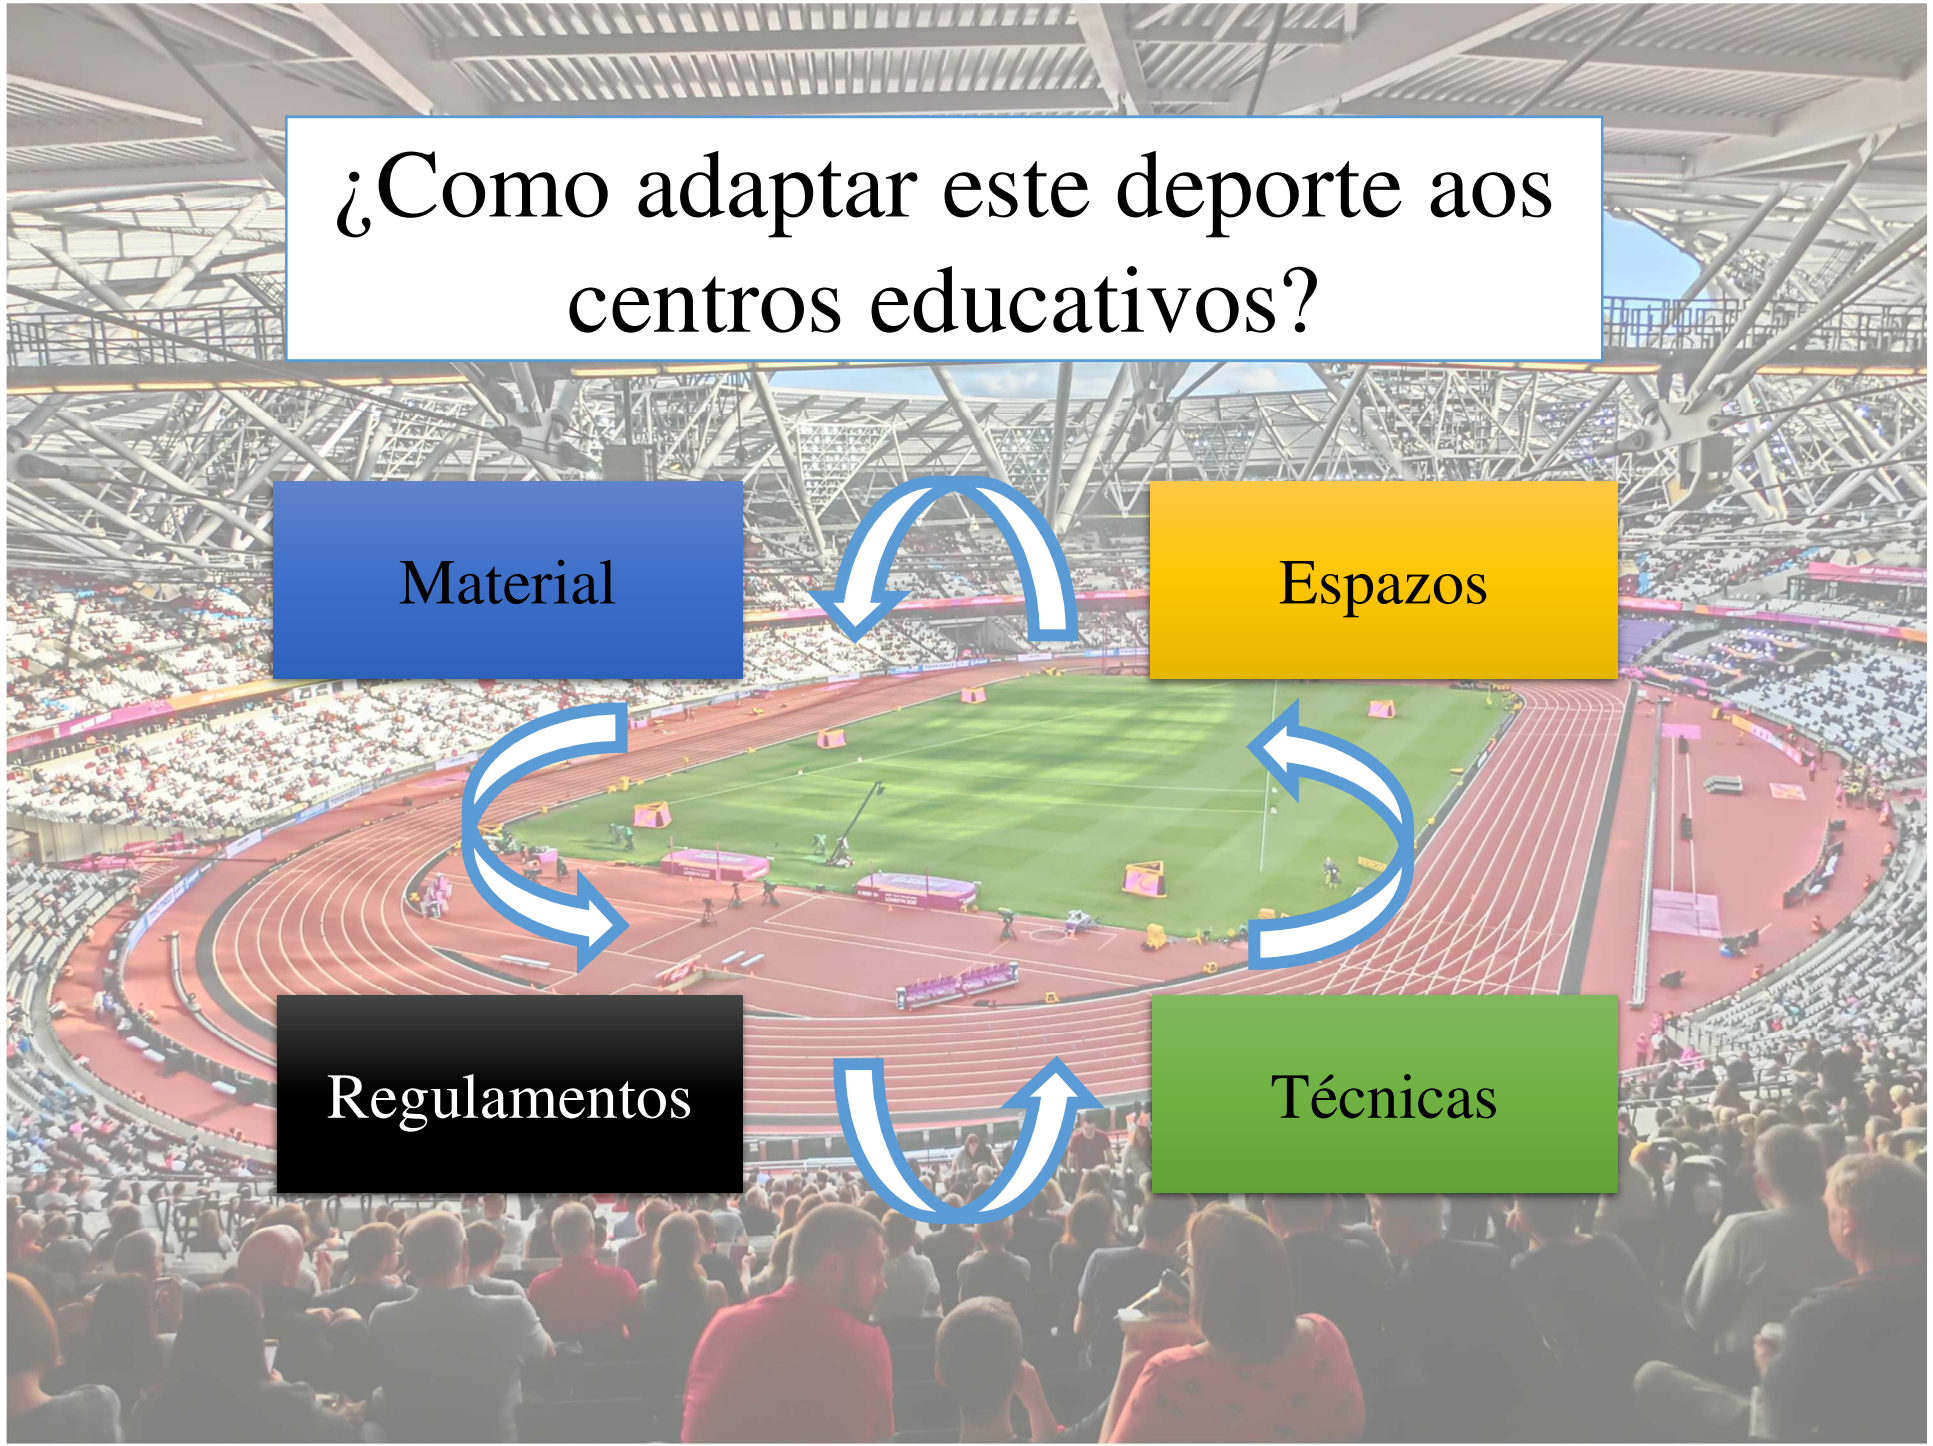 ¿Como adaptar este deporte aos
centros educativos?
Material
Espazos
Regulamentos
Técnicas